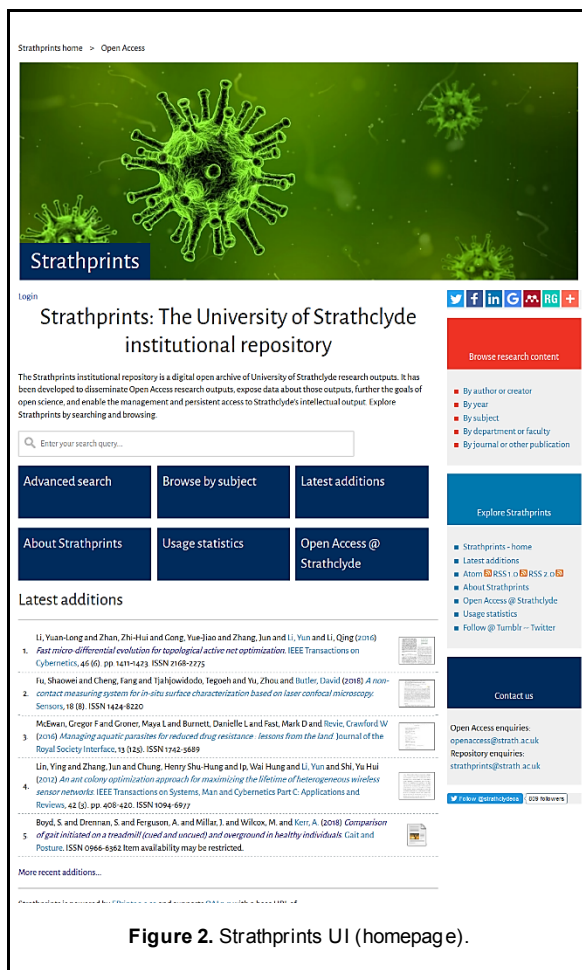 Strathprints home > Open Access
Strathprints
Login
Strathprints: The University of Strathclyde
institutional repository
The Strathprints institutional repository is a digital open archive of University of Strathclyde research outputs. It has
been developed to disseminate Open Access research outputs, expose data about those outputs, further the goals of
open science, and enable the management and persistent access to Strathclyde's intellectual output. Explore
Strathprints by searching and browsing.
Enter your search query...
Advanced search
Browse by subject
Latest additions
About Strathprints
Usage statistics
Open Access @
Strathclyde
Latest additions
Li, Yuan-Long and Zhan, Zhi-Hui and Gong, Yue-Jiao and Zhang, Jun and Li, Yun and Li, Qing (2016)
1. Fast micro-differential evolution for topological active net optimization. IEEE Transactions on
Cybernetics, 46 (6). pp. 1411-1423. ISSN 2168-2275
Fu, Shaowei and Cheng, Fang and Tjahjowidodo, Tegoeh and Yu, Zhou and Butler, David (2018) A non-
2. contact measuring system for in-situ surface characterization based on laser confocal microscopy.
Sensors, 18 (8). ISSN 1424-8220
McEwan, Gregor F and Groner, Maya L and Burnett, Danielle L and Fast, Mark D and Revie, Crawford W
3. (2016) Managing aquatic parasites for reduced drug resistance : lessons from the land. Journal of the
Royal Society Interface, 13 (125). ISSN 1742-5689
Lin, Ying and Zhang, Jun and Chung, Henry Shu-Hung and Ip, Wai Hung and Li, Yun and Shi, Yu Hui
4. (2012) An ant colony optimization approach for maximizing the lifetime of heterogeneous wireless
sensor networks. IEEE Transactions on Systems, Man and Cybernetics Part C: Applications and
Reviews, 42 (3). pp. 408-420. ISSN 1094-6977
Boyd, S. and Drennan, S. and Ferguson, A. and Millar, J. and Wilcox, M. and Kerr, A. (2018) Comparison
5. of gait initiated on a treadmill (cued and uncued) and overground in healthy individuals. Gait and
Posture. ISSN 0966-6362 Item availability may be restricted.
More recent additions...
RG
Browse research content
By author or creator
By year
By subject
By department or faculty
By journal or other publication
Explore Strathprints
Strathprints - home
Latest additions
Atom RSS 1.0 RSS 2.0
About Strathprints
Open Access @ Strathclyde
Usage statistics
Follow @ Tumblr -- Twitter
Contact us
Open Access enquiries:
openaccess@strath.ac.uk
Repository enquiries:
strathprints@strath.ac.uk
Follow @strathclydeoa
followers
Figure 2. Strathprints UI (homepage).